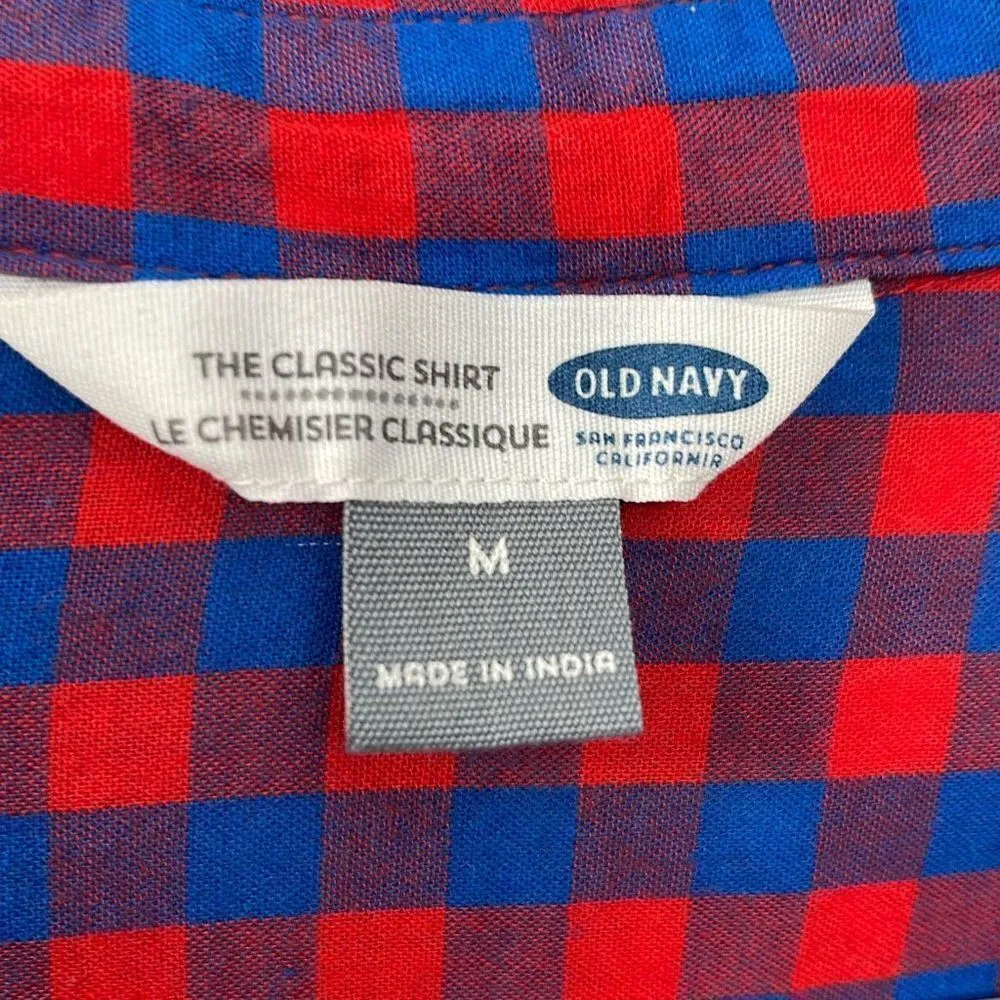 THE CLASSIC SHIRT
LE CHEMISIER CLASSIQUE
OLD NAVY
SAN FRANCISCO
CALIFORNIA
M
MADE IN INDIA